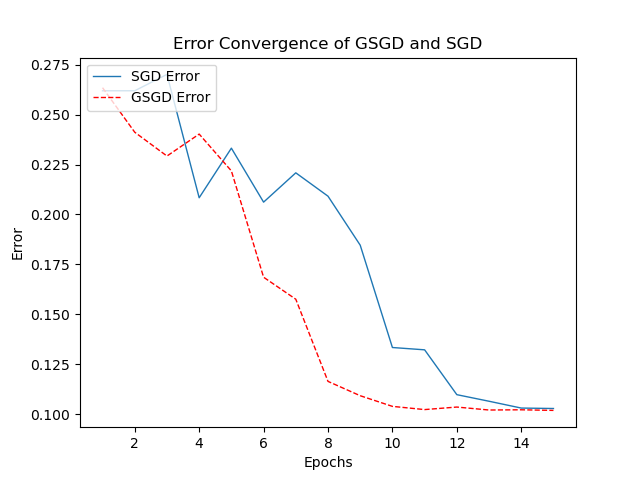 Error Convergence of GSGD and SGD
SGD Error
GSGD Error
0.275
0.250
0.225
0.200
0.175
0.150
0.125
0.100
Error
2 4 6 8 10 12 14
Epochs